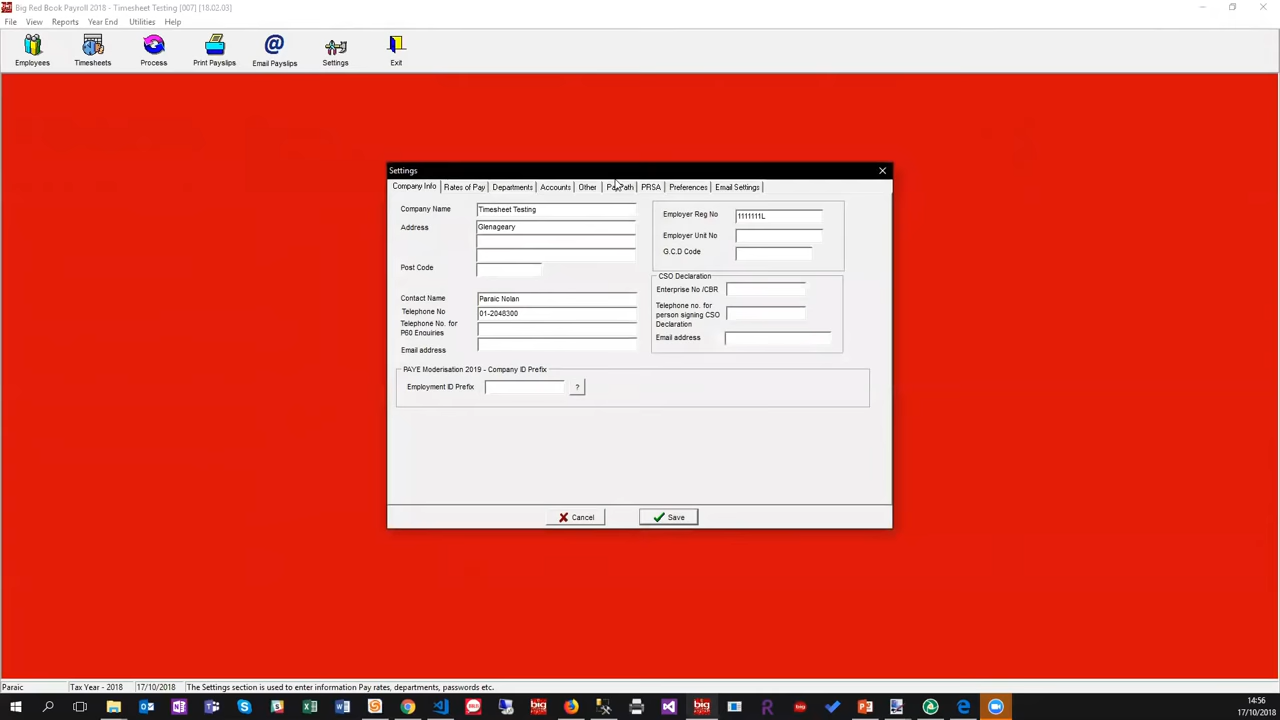 Big Red Book Payroll 2018 - Timesheet Testing [007] [18.02.03]
File View Reports Year End Utilities Help
Employees Timesheets Process Print Payslips Email Payslips Settings Exit
Settings
Company Info Rates of Pay Departments Accounts Other PRSA Preferences Email Settings
Company Name Timesheet Testing
Address Glenageary
Post Code
Contact Name Paraic Nolan
Telephone No 01-2048300
Telephone No. for
P60 Enquiries
Email address
Employer Reg No 1111111L
Employer Unit No
G.C.D Code
CSO Declaration
Enterprise No /CBR
Telephone no. for
person signing CSO
Declaration
Email address
PAYE Moderisation 2019 - Company ID Prefix
Employment ID Prefix ?
Cancel Save
Paraic Tax Year - 2018 17/10/2018 The Settings section is used to enter information Pay rates, departments, passwords etc.
14:56
17/10/2018